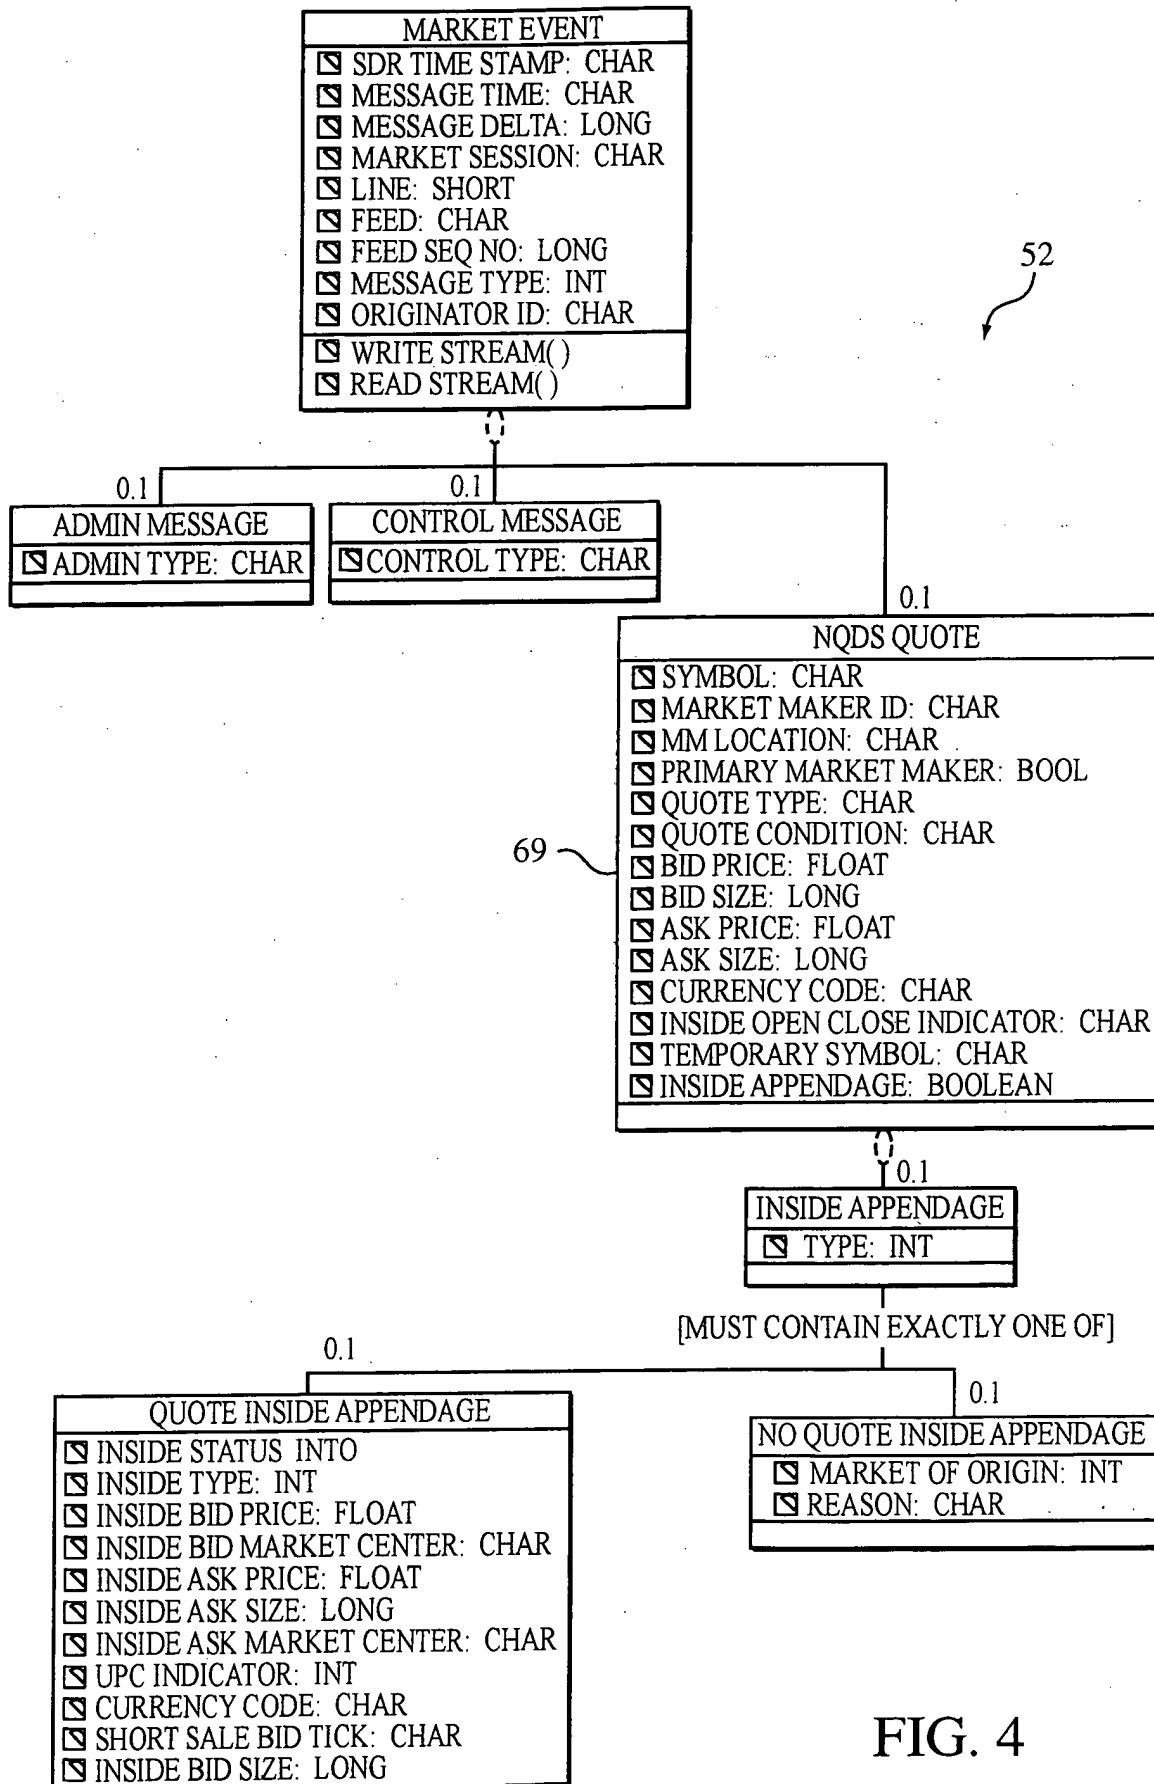 MARKET EVENT
SDR TIME STAMP: CHAR
MESSAGE TIME: CHAR
MESSAGE DELTA: LONG
MARKET SESSION: CHAR
LINE: SHORT
FEED: CHAR
FEED SEQ NO: LONG
MESSAGE TYPE: INT
ORIGINATOR ID: CHAR
WRITE STREAM( )
READ STREAM( )
52
0.1
ADMIN MESSAGE
ADMIN TYPE: CHAR
0.1
CONTROL MESSAGE
CONTROL TYPE: CHAR
0.1
NQDS QUOTE
SYMBOL: CHAR
MARKET MAKER ID: CHAR
MM LOCATION: CHAR
PRIMARY MARKET MAKER: BOOL
QUOTE TYPE: CHAR
QUOTE CONDITION: CHAR
BID PRICE: FLOAT
BID SIZE: LONG
ASK PRICE: FLOAT
ASK SIZE: LONG
CURRENCY CODE: CHAR
INSIDE OPEN CLOSE INDICATOR: CHAR
TEMPORARY SYMBOL: CHAR
INSIDE APPENDAGE: BOOLEAN
69
0.1
INSIDE APPENDAGE
TYPE: INT
[MUST CONTAIN EXACTLY ONE OF]
0.1
QUOTE INSIDE APPENDAGE
INSIDE STATUS INTO
INSIDE TYPE: INT
INSIDE BID PRICE: FLOAT
INSIDE BID MARKET CENTER: CHAR
INSIDE ASK PRICE: FLOAT
INSIDE ASK SIZE: LONG
INSIDE ASK MARKET CENTER: CHAR
UPC INDICATOR: INT
CURRENCY CODE: CHAR
SHORT SALE BID TICK: CHAR
INSIDE BID SIZE: LONG
0.1
NO QUOTE INSIDE APPENDAGE
MARKET OF ORIGIN: INT
REASON: CHAR
FIG. 4